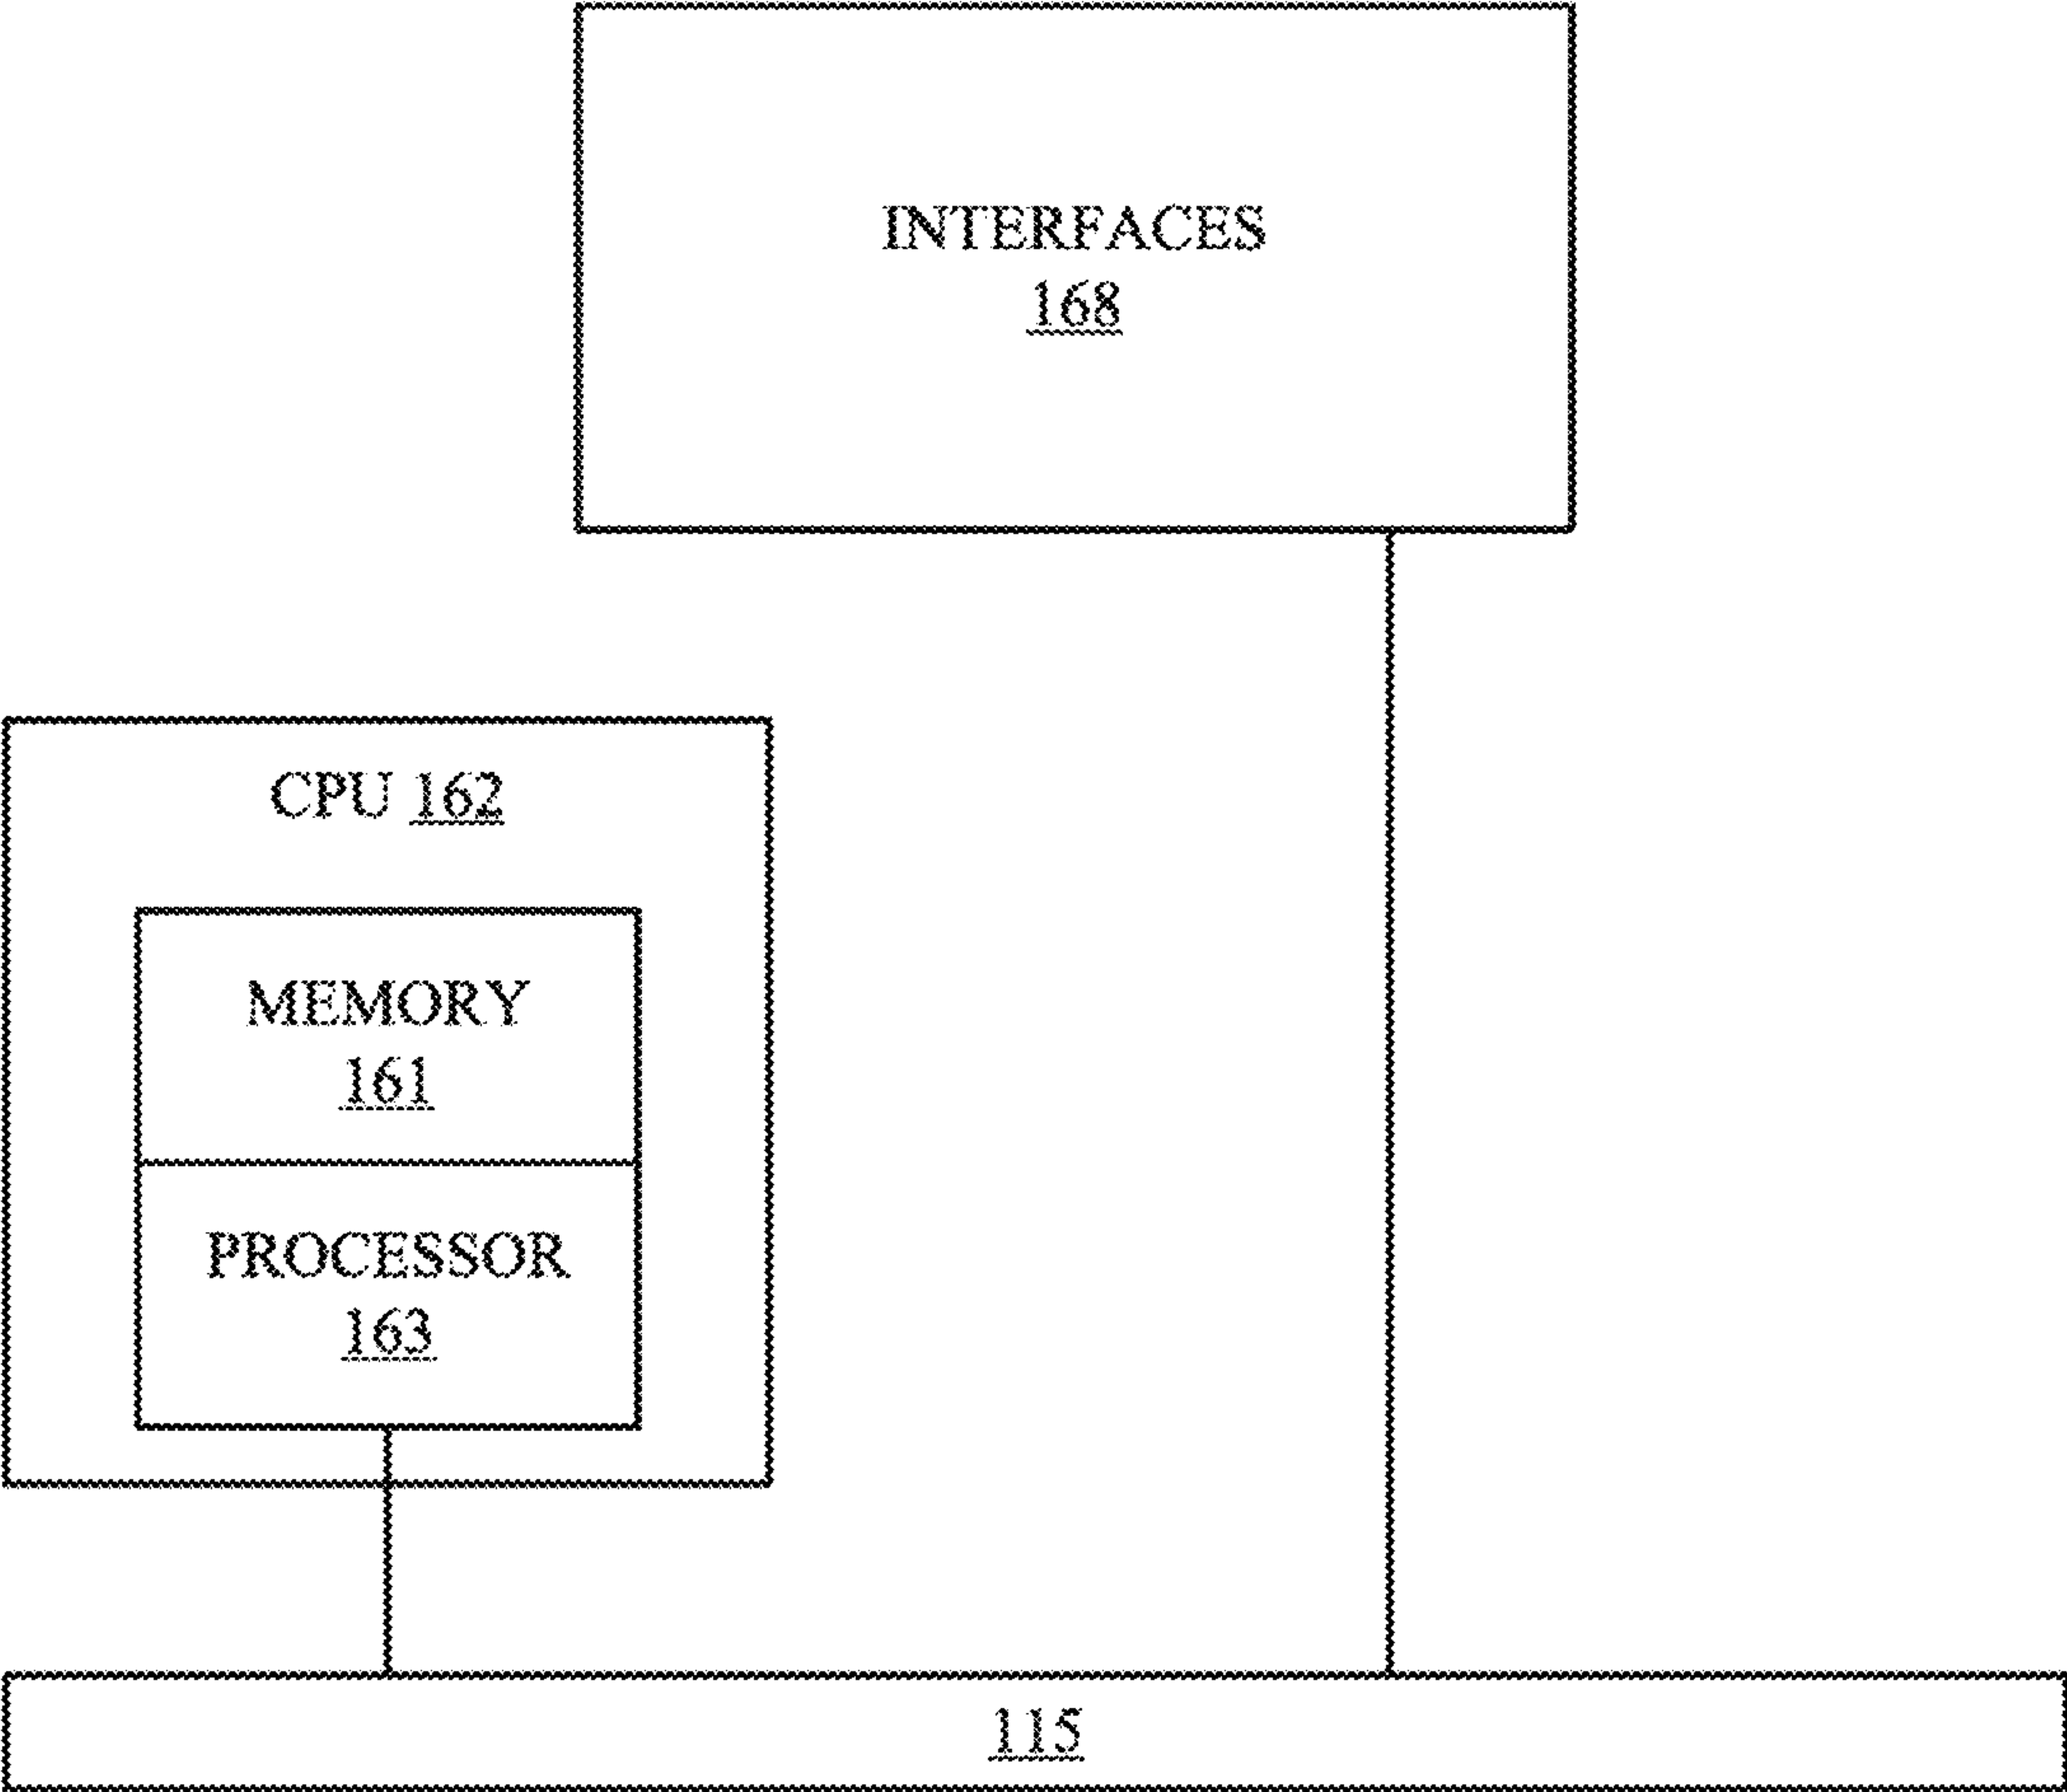 INTERFACES
168
CPU 162
MEMORY
161
PROCESSOR
163
115